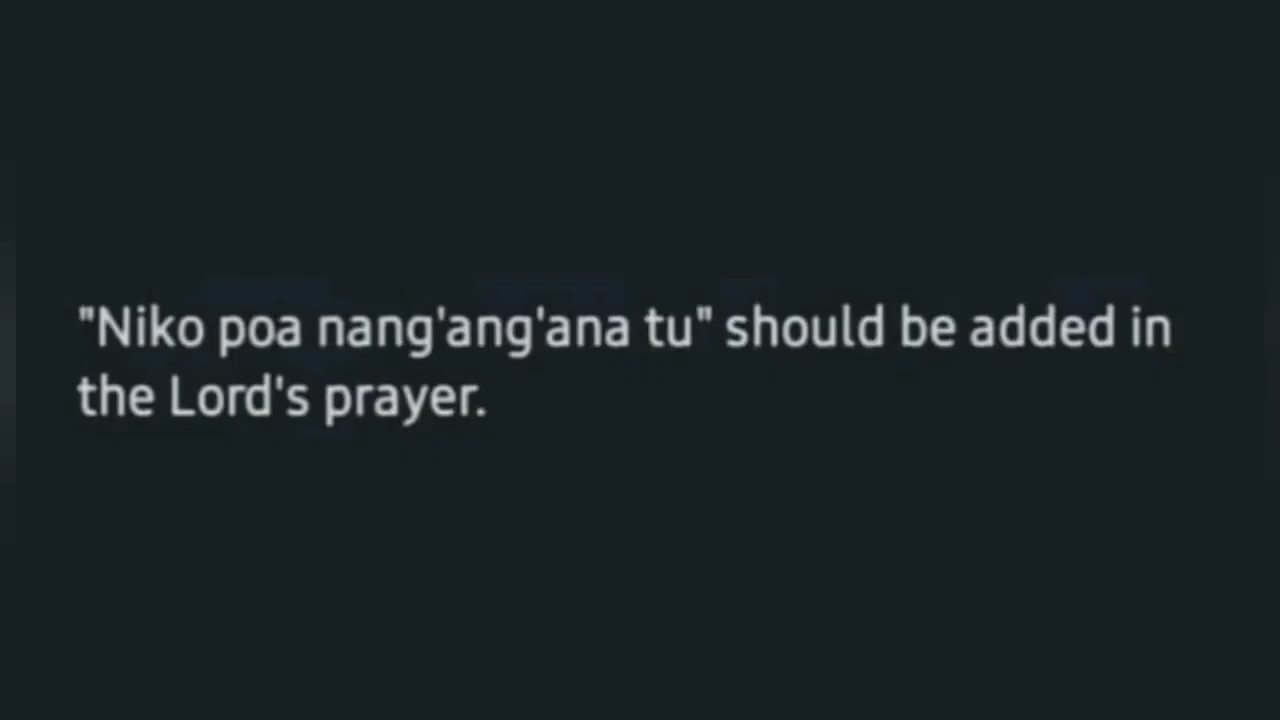 "Niko poa nang'ang'ana tu" should be added in
the Lord's prayer.